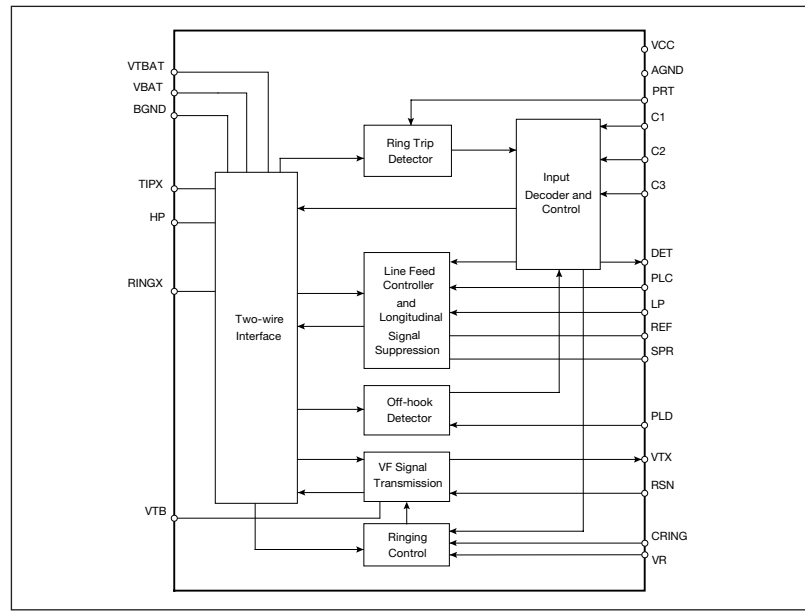 VCC
VTBAT
AGND
VBAT
PRT
BGND
C1
Ring Trip
Detector
C2
Input
Decoder and
Control
TIPX
C3
HP
DET
Line Feed
Controller
and
Longitudinal
Signal
Suppression
PLC
RINGX
LP
Two-wire
Interface
REF
SPR
Off-hook
Detector
PLD
VF Signal
Transmission
VTX
RSN
VTB
Ringing
Control
CRING
VR